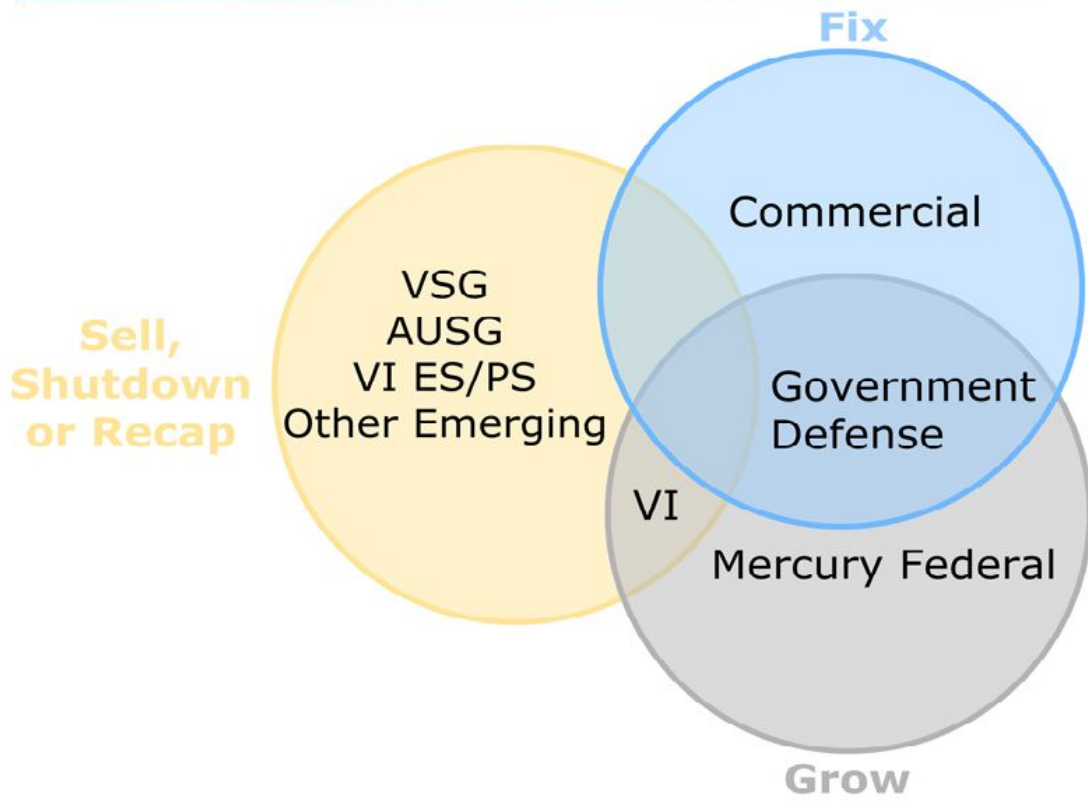 Fix
Commercial
VSG
AUSG
VI ES/PS
Other Emerging
Sell,
Shutdown
or Recap
Government
Defense
VI
Mercury Federal
Grow